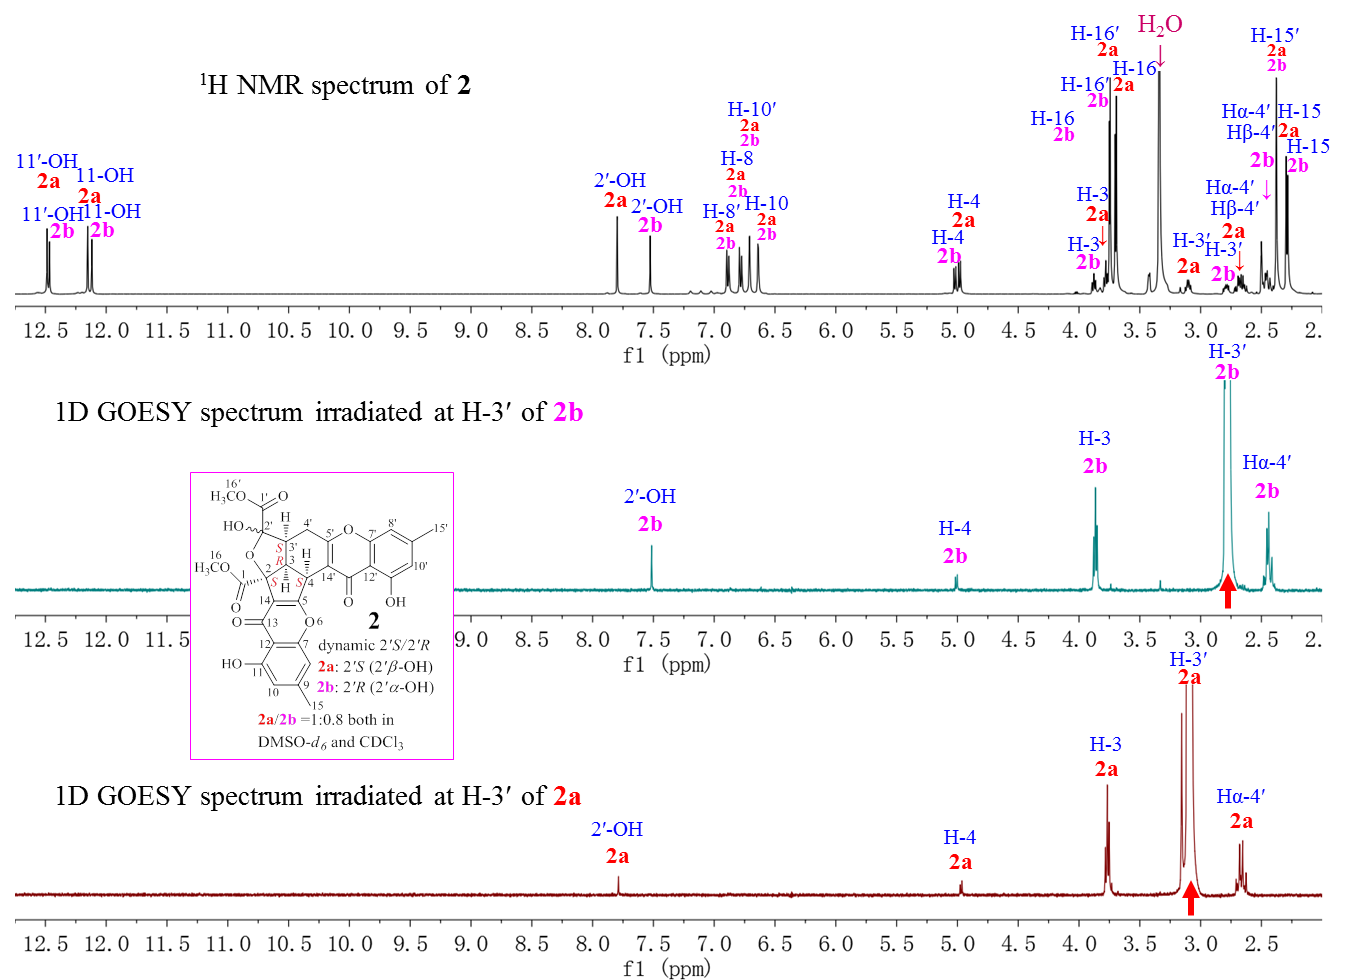 ¹H NMR spectrum of 2
11′-OH
2a
11-OH
2a
11′-OH
2b
11-OH
2b
2′-OH
2a
2′-OH
2b
H-10′
2a
2b
H-8
2a
2b
H-8′
2a
2b
H-10
2a
2b
H-4
2a
H-4
2b
H-16
2b
H-16′
2a
H-16′
2b
H-16
2a
H₂O
H-3
2a
H-3
2b
H-3′
2a
H-3′
2b
Hα-4′
Hβ-4′
2a
Hα-4′
Hβ-4′
2b
H-15′
2a
2b
H-15
2a
H-15
2b
12.5 12.0 11.5 11.0 10.5 10.0 9.5 9.0 8.5 8.0 7.5 7.0 6.5 6.0 5.5 5.0 4.5 4.0 3.5 3.0 2.5 2.
f1 (ppm)
1D GOESY spectrum irradiated at H-3′ of 2b
2′-OH
2b
H-4
2b
H-3
2b
H-3′
2b
Hα-4′
2b
12.5 12.0 11.5 9.0 8.5 8.0 7.5 7.0 6.5 6.0 5.5 5.0 4.5 4.0 3.5 3.0 2.5 2.
f1 (ppm)
16′
H₃CO
1′
O
HO
2′
H
4′
3′
S
H
5′
O
7′
8′
15′
10′
12′
14′
O
OH
16
H₃CO
1
O
O
2
S
R
3
H
S
4
14
5
O
13
O6
12
7
HO
11
10
9
15
2
dynamic 2′S/2′R
2a: 2′S (2′β-OH)
2b: 2′R (2′α-OH)
2a/2b =1:0.8 both in
DMSO-d₆ and CDCl₃
1D GOESY spectrum irradiated at H-3′ of 2a
2′-OH
2a
H-4
2a
H-3
2a
H-3′
2a
Hα-4′
2a
12.5 12.0 11.5 11.0 10.5 10.0 9.5 9.0 8.5 8.0 7.5 7.0 6.5 6.0 5.5 5.0 4.5 4.0 3.5 3.0 2.5 2.
f1 (ppm)